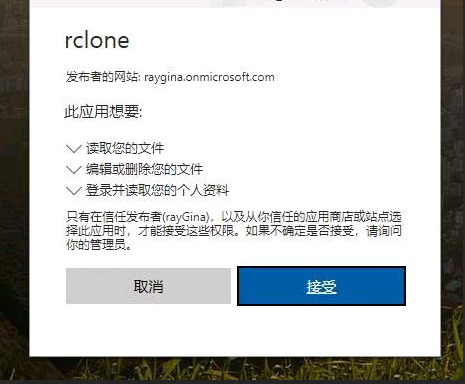 rclone
发布者的网站: raygina.onmicrosoft.com
此应用想要:
读取您的文件
编辑或删除您的文件
登录并读取您的个人资料
只有在信任发布者(rayGina)，以及从你信任的应用商店或站点选
择此应用时，才能接受这些权限。如果不确定是否接受，请询问
你的管理员。
取消 接受